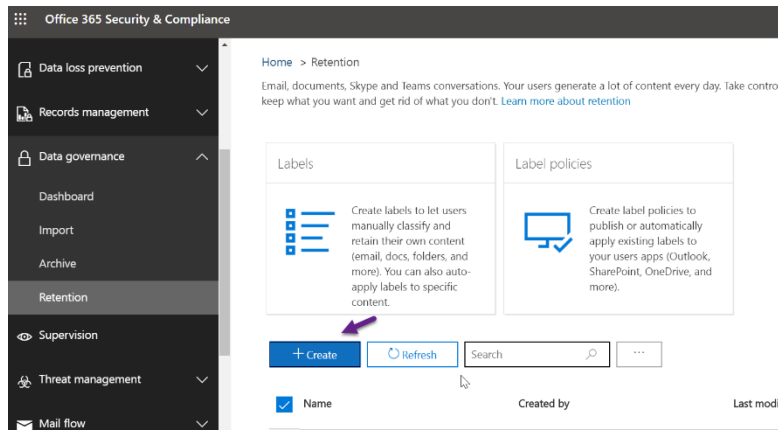 Office 365 Security & Compliance
Data loss prevention
Records management
Data governance
Dashboard
Import
Archive
Retention
Supervision
Threat management
Mail flow
Home > Retention
Email, documents, Skype and Teams conversations. Your users generate a lot of content every day. Take contro
keep what you want and get rid of what you don't. Learn more about retention
Labels
Create labels to let users
manually classify and
retain their own content
(email, docs, folders, and
more). You can also auto-
apply labels to specific
content.
Label policies
Create label policies to
publish or automatically
apply existing labels to
your users apps (Outlook,
SharePoint, OneDrive, and
more).
+ Create
Refresh
Search
...
Name
Created by
Last modi